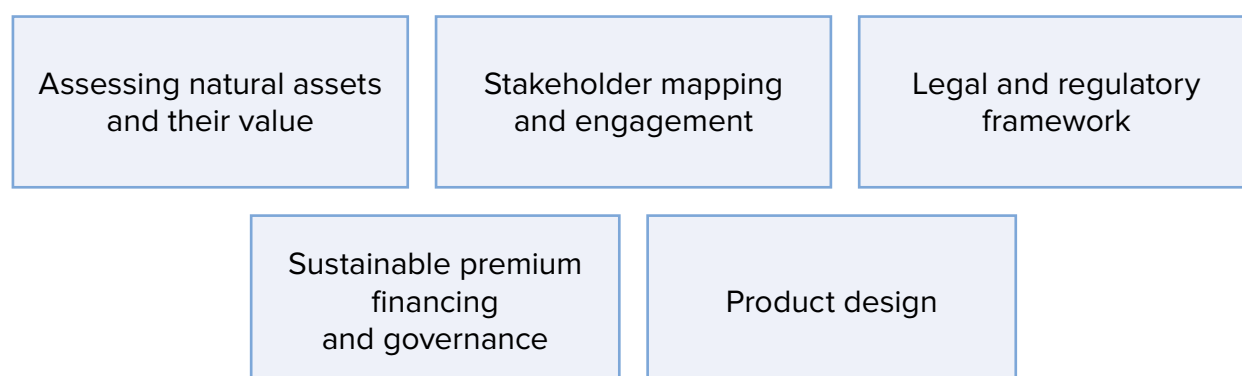 Assessing natural assets
and their value
Stakeholder mapping
and engagement
Legal and regulatory
framework
Sustainable premium
financing
and governance
Product design